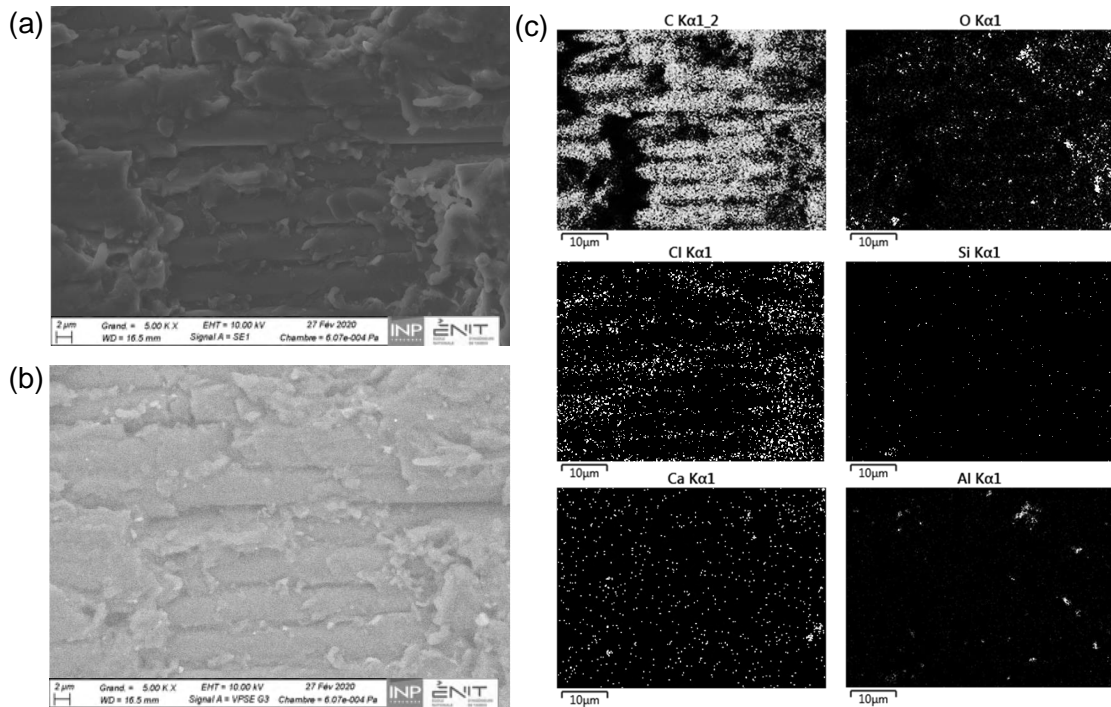 (a)
2 µm
Grand. = 5.00 K X
EHT = 10.00 kV
27 Fév 2020
WD = 16.5 mm
Signal A = SE1
Chambre = 6.07e-004 Pa
INP
ENIT
(b)
2 µm
Grand. = 5.00 K X
EHT = 10.00 kV
27 Fév 2020
WD = 16.5 mm
Signal A = VPSE G3
Chambre = 6.07e-004 Pa
INP
ENIT
(c)
C Kα1_2
10µm
O Kα1
10µm
Cl Kα1
10µm
Si Kα1
10µm
Ca Kα1
10µm
Al Kα1
10µm